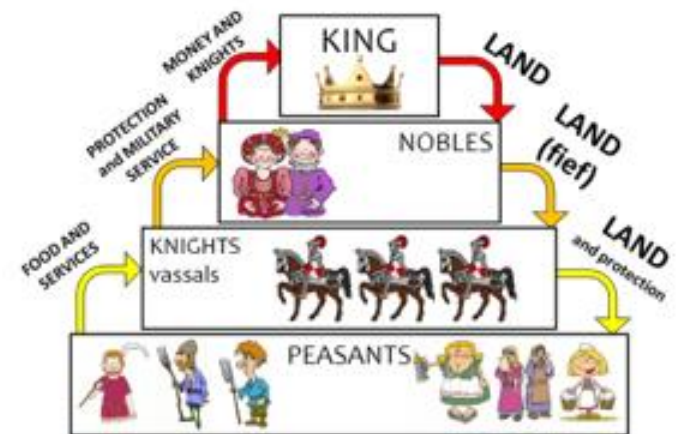 MONEY AND
KNIGHTS
KING
LAND
PROTECTION
and MILITARY
SERVICE
NOBLES
LAND
(fief)
FOOD AND
SERVICES
KNIGHTS
vassals
LAND
and protection
PEASANTS